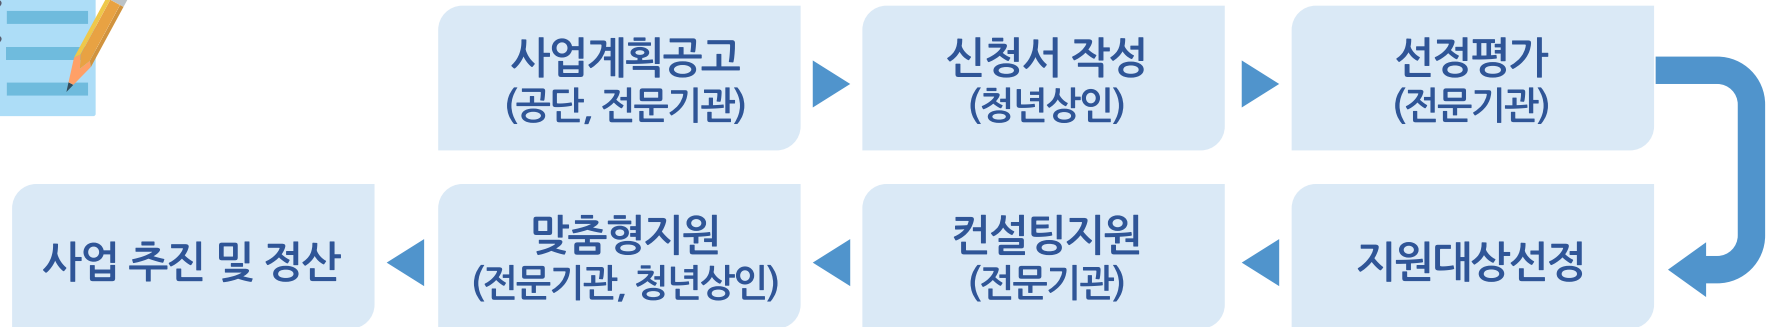 사업계획공고
(공단, 전문기관)
신청서 작성
(청년상인)
선정평가
(전문기관)
지원대상선정
컨설팅지원
(전문기관)
맞춤형지원
(전문기관, 청년상인)
사업 추진 및 정산